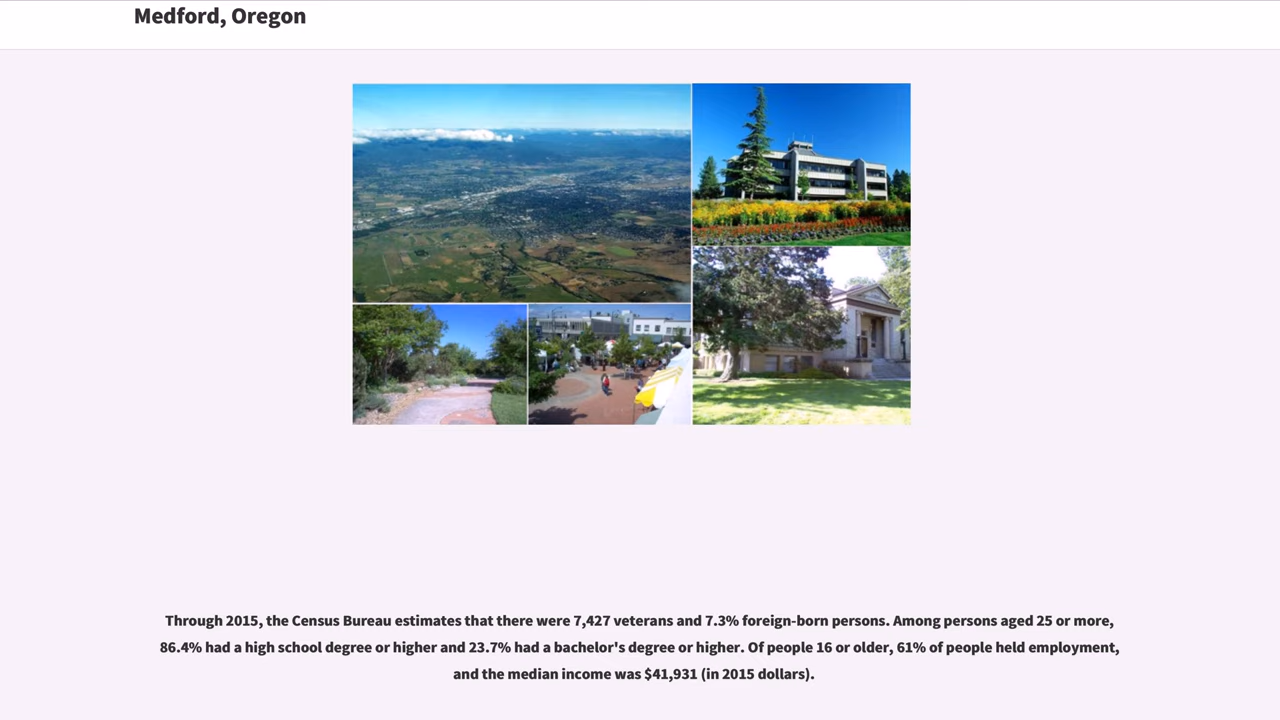 Medford, Oregon
Through 2015, the Census Bureau estimates that there were 7,427 veterans and 7.3% foreign-born persons. Among persons aged 25 or more,
86.4% had a high school degree or higher and 23.7% had a bachelor's degree or higher. Of people 16 or older, 61% of people held employment,
and the median income was $41,931 (in 2015 dollars).